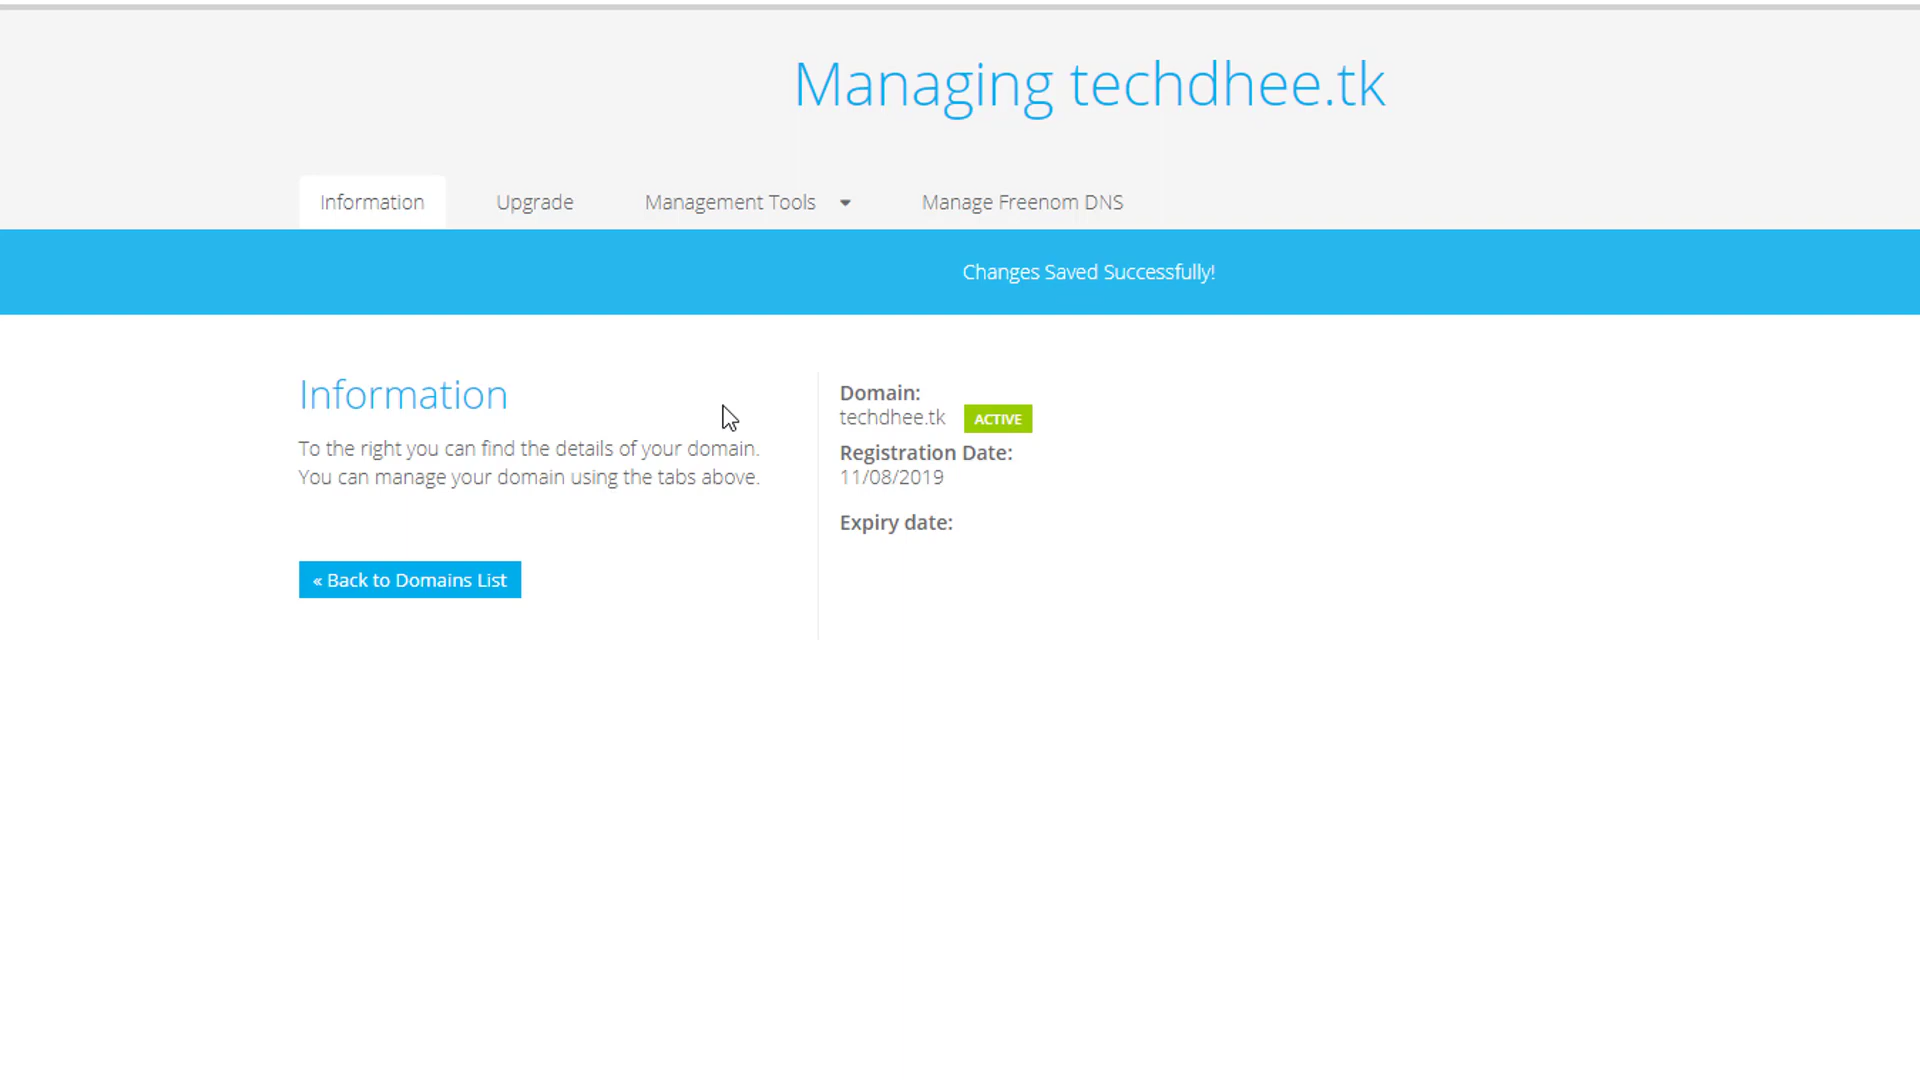 Managing techdhee.tk
Information
Upgrade
Management Tools
Manage Freenom DNS
Changes Saved Successfully!
Information
To the right you can find the details of your domain.
You can manage your domain using the tabs above.
« Back to Domains List
Domain:
techdhee.tk ACTIVE
Registration Date:
11/08/2019
Expiry date: